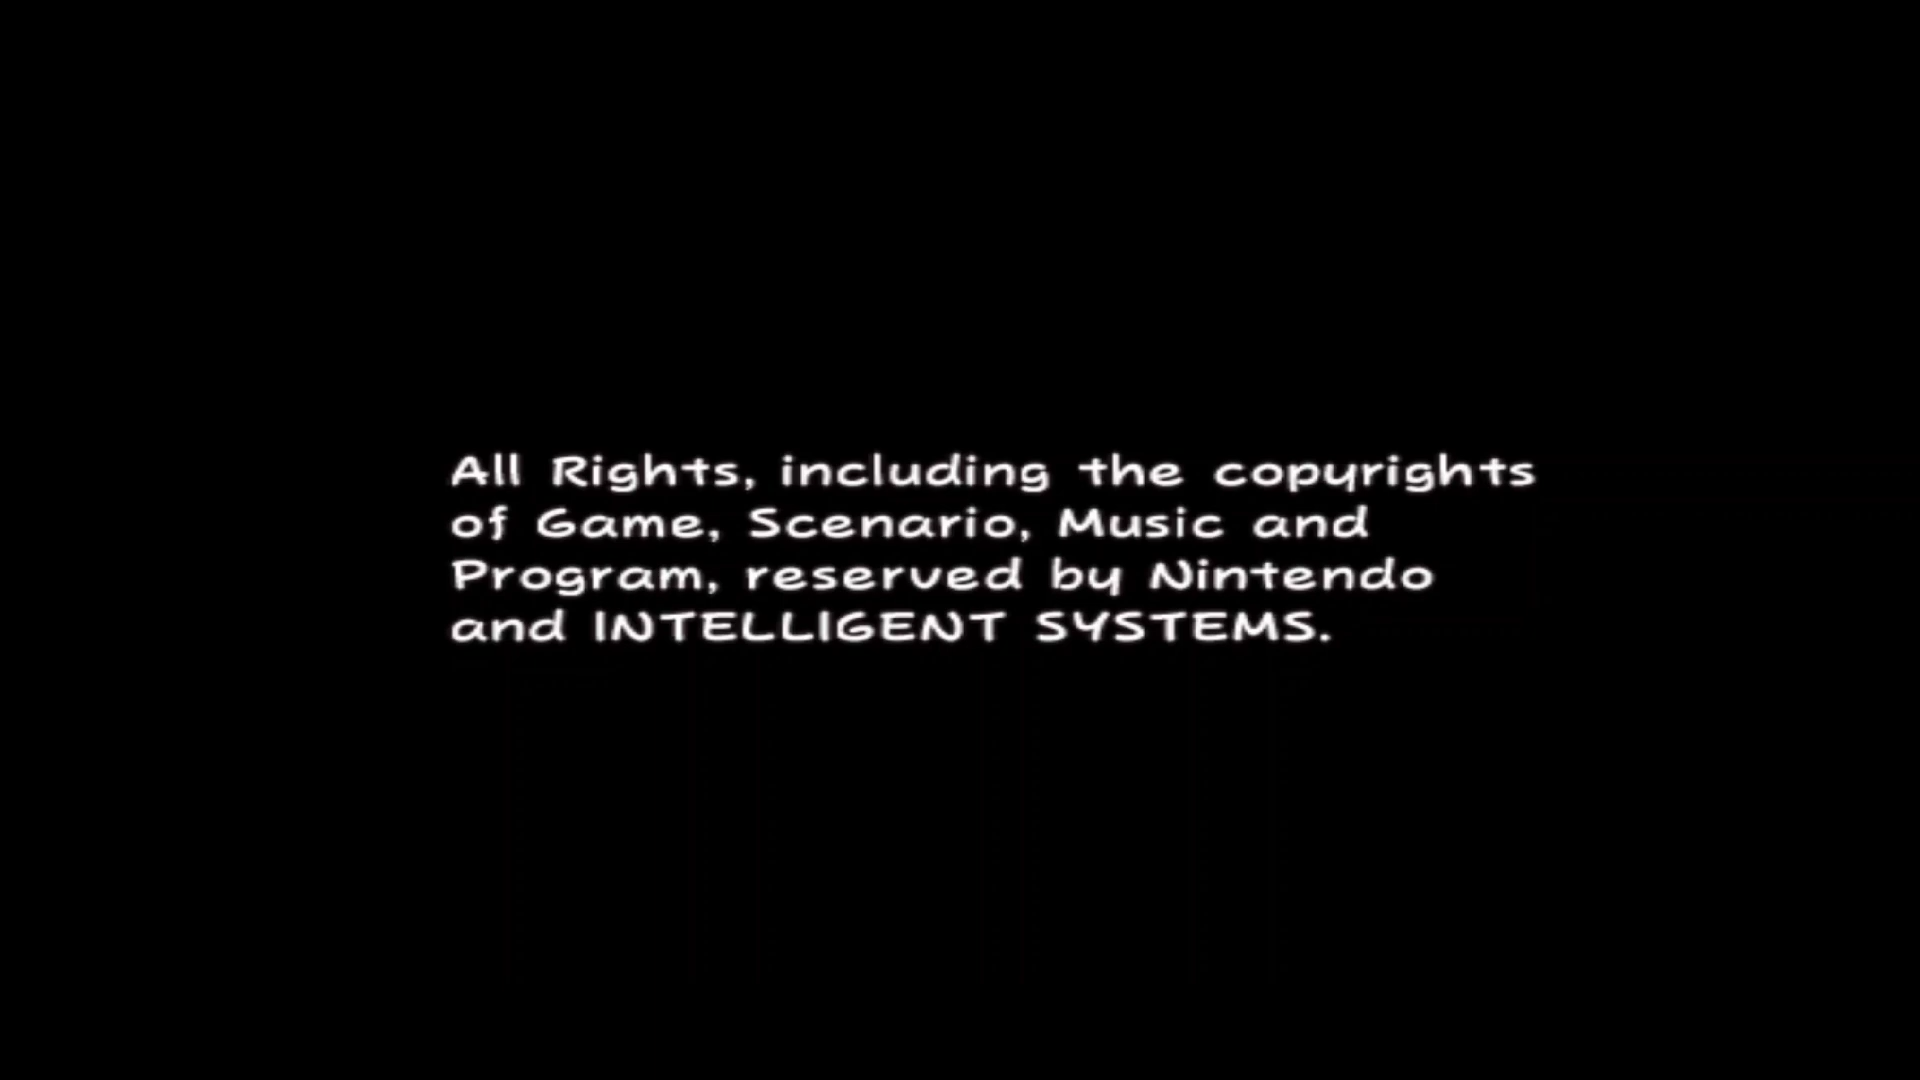 All Rights, including the copyrights
of Game, Scenario, Music and
Program, reserved by Nintendo
and INTELLIGENT SYSTEMS.